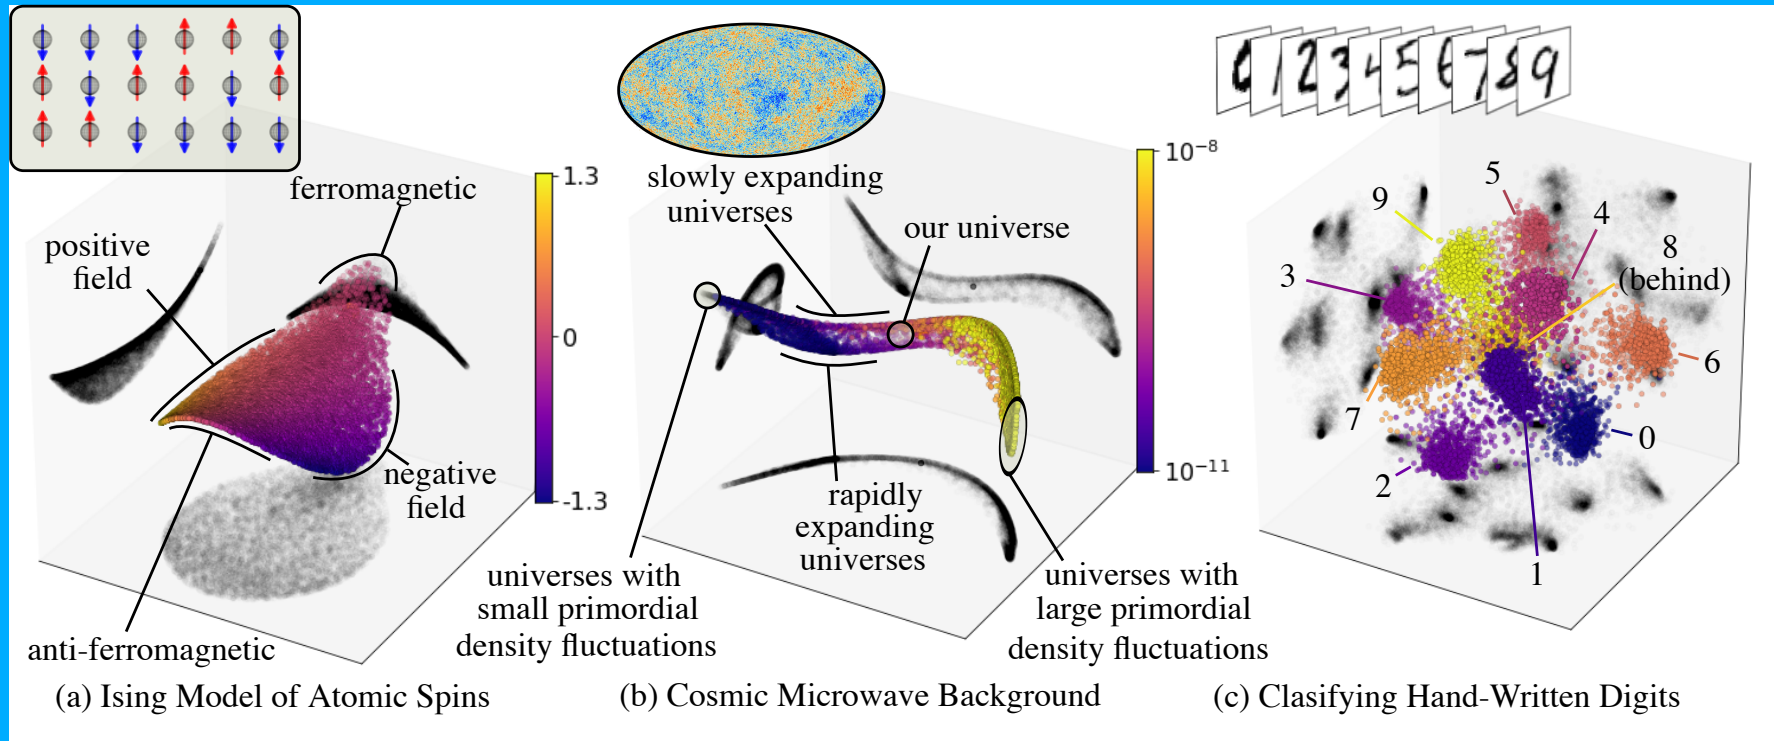 ferromagnetic
positive
field
1.3
0
-1.3
negative
field
anti-ferromagnetic
(a) Ising Model of Atomic Spins
slowly expanding
universes
our universe
10⁻⁸
10⁻¹¹
rapidly
expanding
universes
universes with
small primordial
density fluctuations
universes with
large primordial
density fluctuations
(b) Cosmic Microwave Background
0 1 2 3 4 5 6 7 8 9
5
9
4
8
(behind)
3
6
7
0
2
1
(c) Clasifying Hand-Written Digits